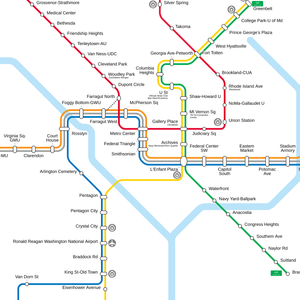 Grosvenor-Strathmore
Medical Center
Bethesda
Friendship Heights
Tenleytown-AU
Van Ness-UDC
Cleveland Park
Woodley Park
Dupont Circle
Farragut North
Foggy Bottom-GWU
McPherson Sq
Farragut West
Silver Spring
Takoma
Greenbelt
College Park-U of Md
Prince George's Plaza
West Hyattsville
Georgia Ave-Petworth
Fort Totten
Columbia
Heights
Brookland-CUA
Rhode Island Ave
NoMa-Gallaudet U
Union Station
U St
Shaw-Howard U
Mt Vernon Sq
Gallery Place
Judiciary Sq
Metro Center
Federal Triangle
Smithsonian
Archives
Federal Center
SW
Eastern
Market
Stadium
Armory
Capitol
South
Potomac
Ave
L'Enfant Plaza
Virginia Sq
GMU
Court
House
Rosslyn
Clarendon
Arlington Cemetery
Pentagon
Pentagon City
Crystal City
Ronald Reagan Washington National Airport
Braddock Rd
King St-Old Town
Van Dorn St
Eisenhower Avenue
Waterfront
Navy Yard-Ballpark
Anacostia
Congress Heights
Southern Ave
Naylor Rd
Suitland